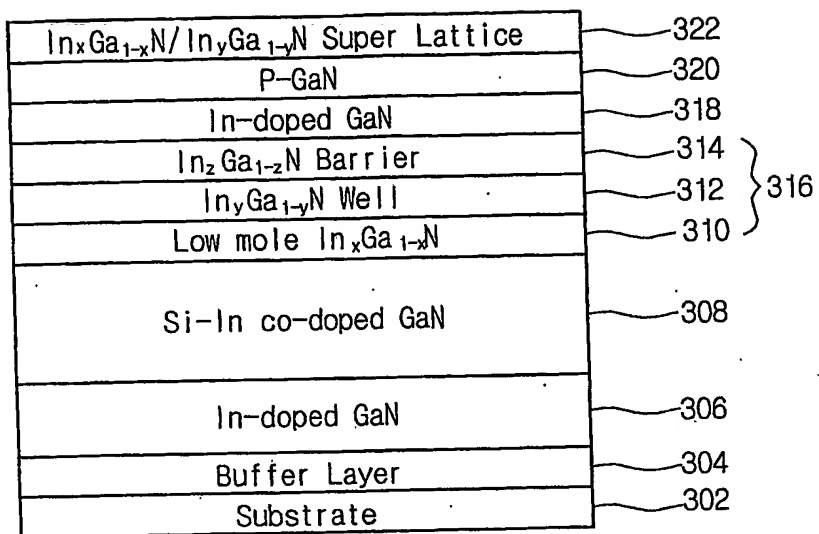 InxGa1-xN/InyGa1-yN Super Lattice 322
P-GaN 320
In-doped GaN 318
InzGa1-zN Barrier 314
InyGa1-yN Well 312 316
Low mole InxGa1-xN 310
Si-In co-doped GaN 308
In-doped GaN 306
Buffer Layer 304
Substrate 302